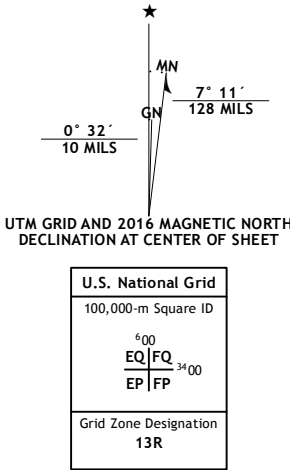 ★
MN
7° 11´
128 MILS
GN
0° 32´
10 MILS
UTM GRID AND 2016 MAGNETIC NORTH
DECLINATION AT CENTER OF SHEET
U.S. National Grid
100,000-m Square ID
⁶00
EQ FQ
³⁴00
EP FP
Grid Zone Designation
13R